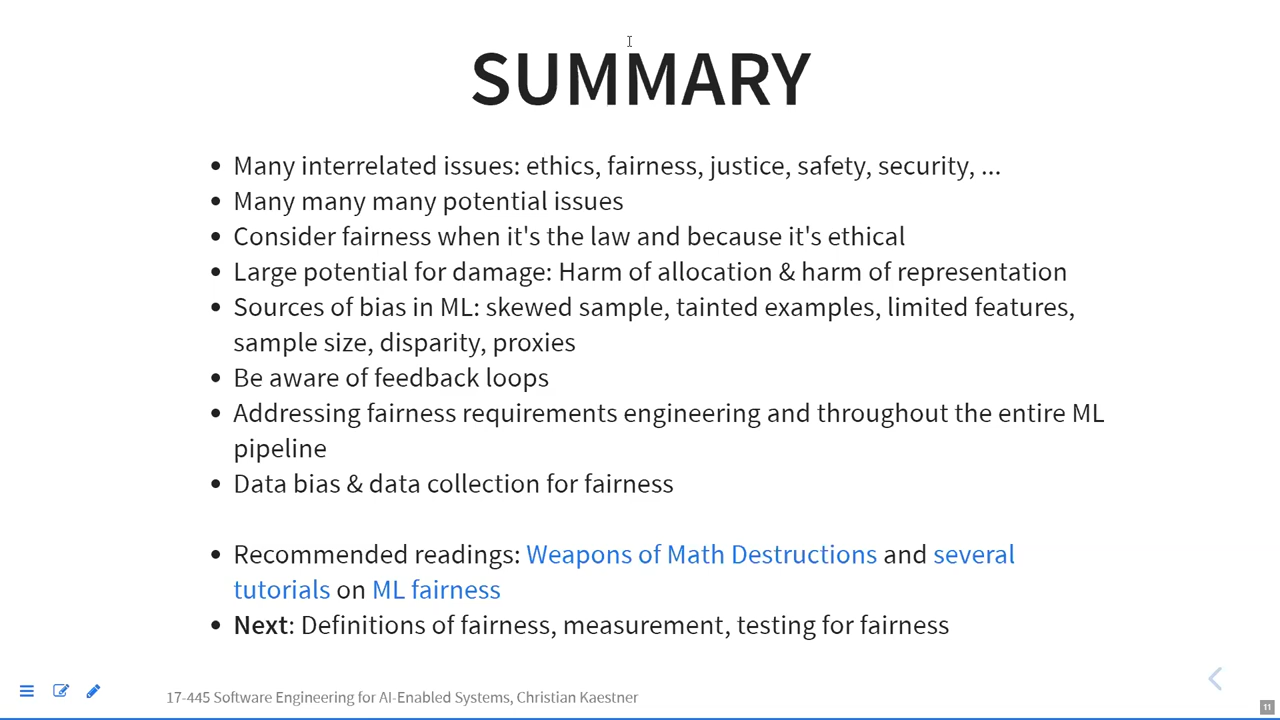 SUMMARY
• Many interrelated issues: ethics, fairness, justice, safety, security, ...
• Many many many potential issues
• Consider fairness when it's the law and because it's ethical
• Large potential for damage: Harm of allocation & harm of representation
• Sources of bias in ML: skewed sample, tainted examples, limited features,
sample size, disparity, proxies
• Be aware of feedback loops
• Addressing fairness requirements engineering and throughout the entire ML
pipeline
• Data bias & data collection for fairness
• Recommended readings: Weapons of Math Destructions and several
tutorials on ML fairness
• Next: Definitions of fairness, measurement, testing for fairness
17-445 Software Engineering for AI-Enabled Systems, Christian Kaestner
11